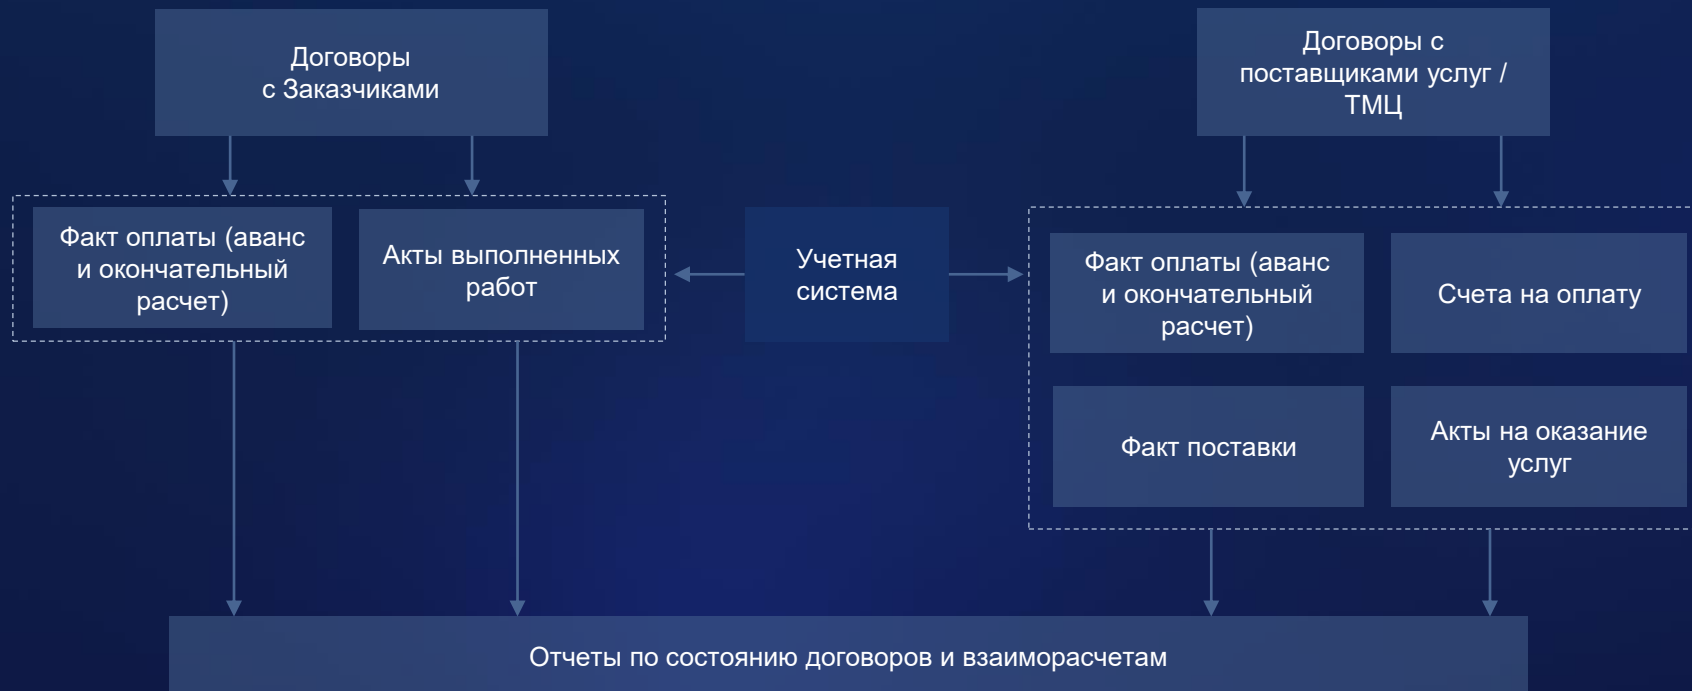 Договоры
с Заказчиками
Договоры с
поставщиками услуг /
ТМЦ
Факт оплаты (аванс
и окончательный
расчет)
Акты выполненных
работ
Учетная
система
Факт оплаты (аванс
и окончательный
расчет)
Счета на оплату
Факт поставки
Акты на оказание
услуг
Отчеты по состоянию договоров и взаиморасчетам